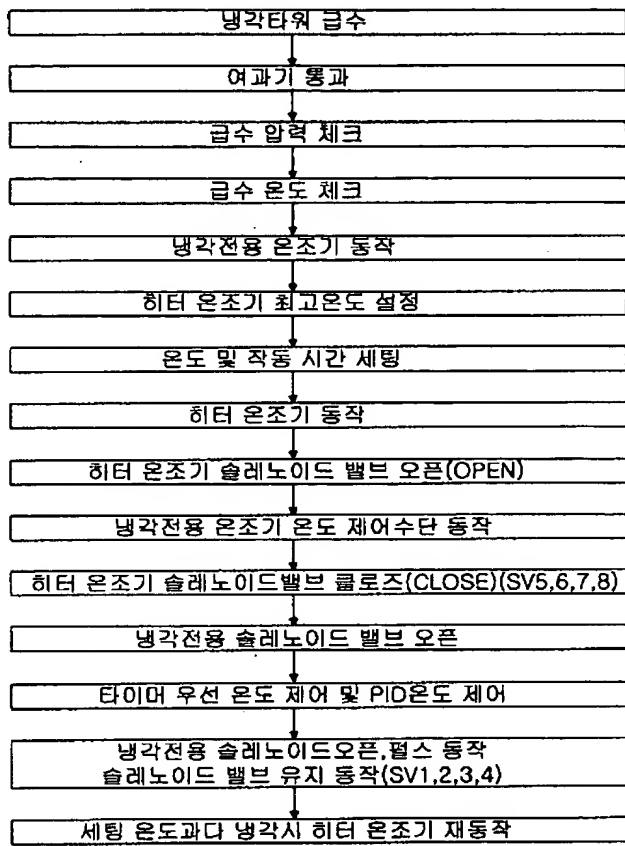 냉각타워 급수
여과기 통과
급수 압력 체크
급수 온도 체크
냉각전용 온조기 동작
히터 온조기 최고온도 설정
온도 및 작동 시간 세팅
히터 온조기 동작
히터 온조기 솔레노이드 밸브 오픈(OPEN)
냉각전용 온조기 온도 제어수단 동작
히터 온조기 솔레노이드밸브 클로즈(CLOSE)(SV5,6,7,8)
냉각전용 솔레노이드 밸브 오픈
타이머 우선 온도 제어 및 PID온도 제어
냉각전용 솔레노이드오픈,펄스 동작
솔레노이드 밸브 유지 동작(SV1,2,3,4)
세팅 온도과다 냉각시 히터 온조기 재동작